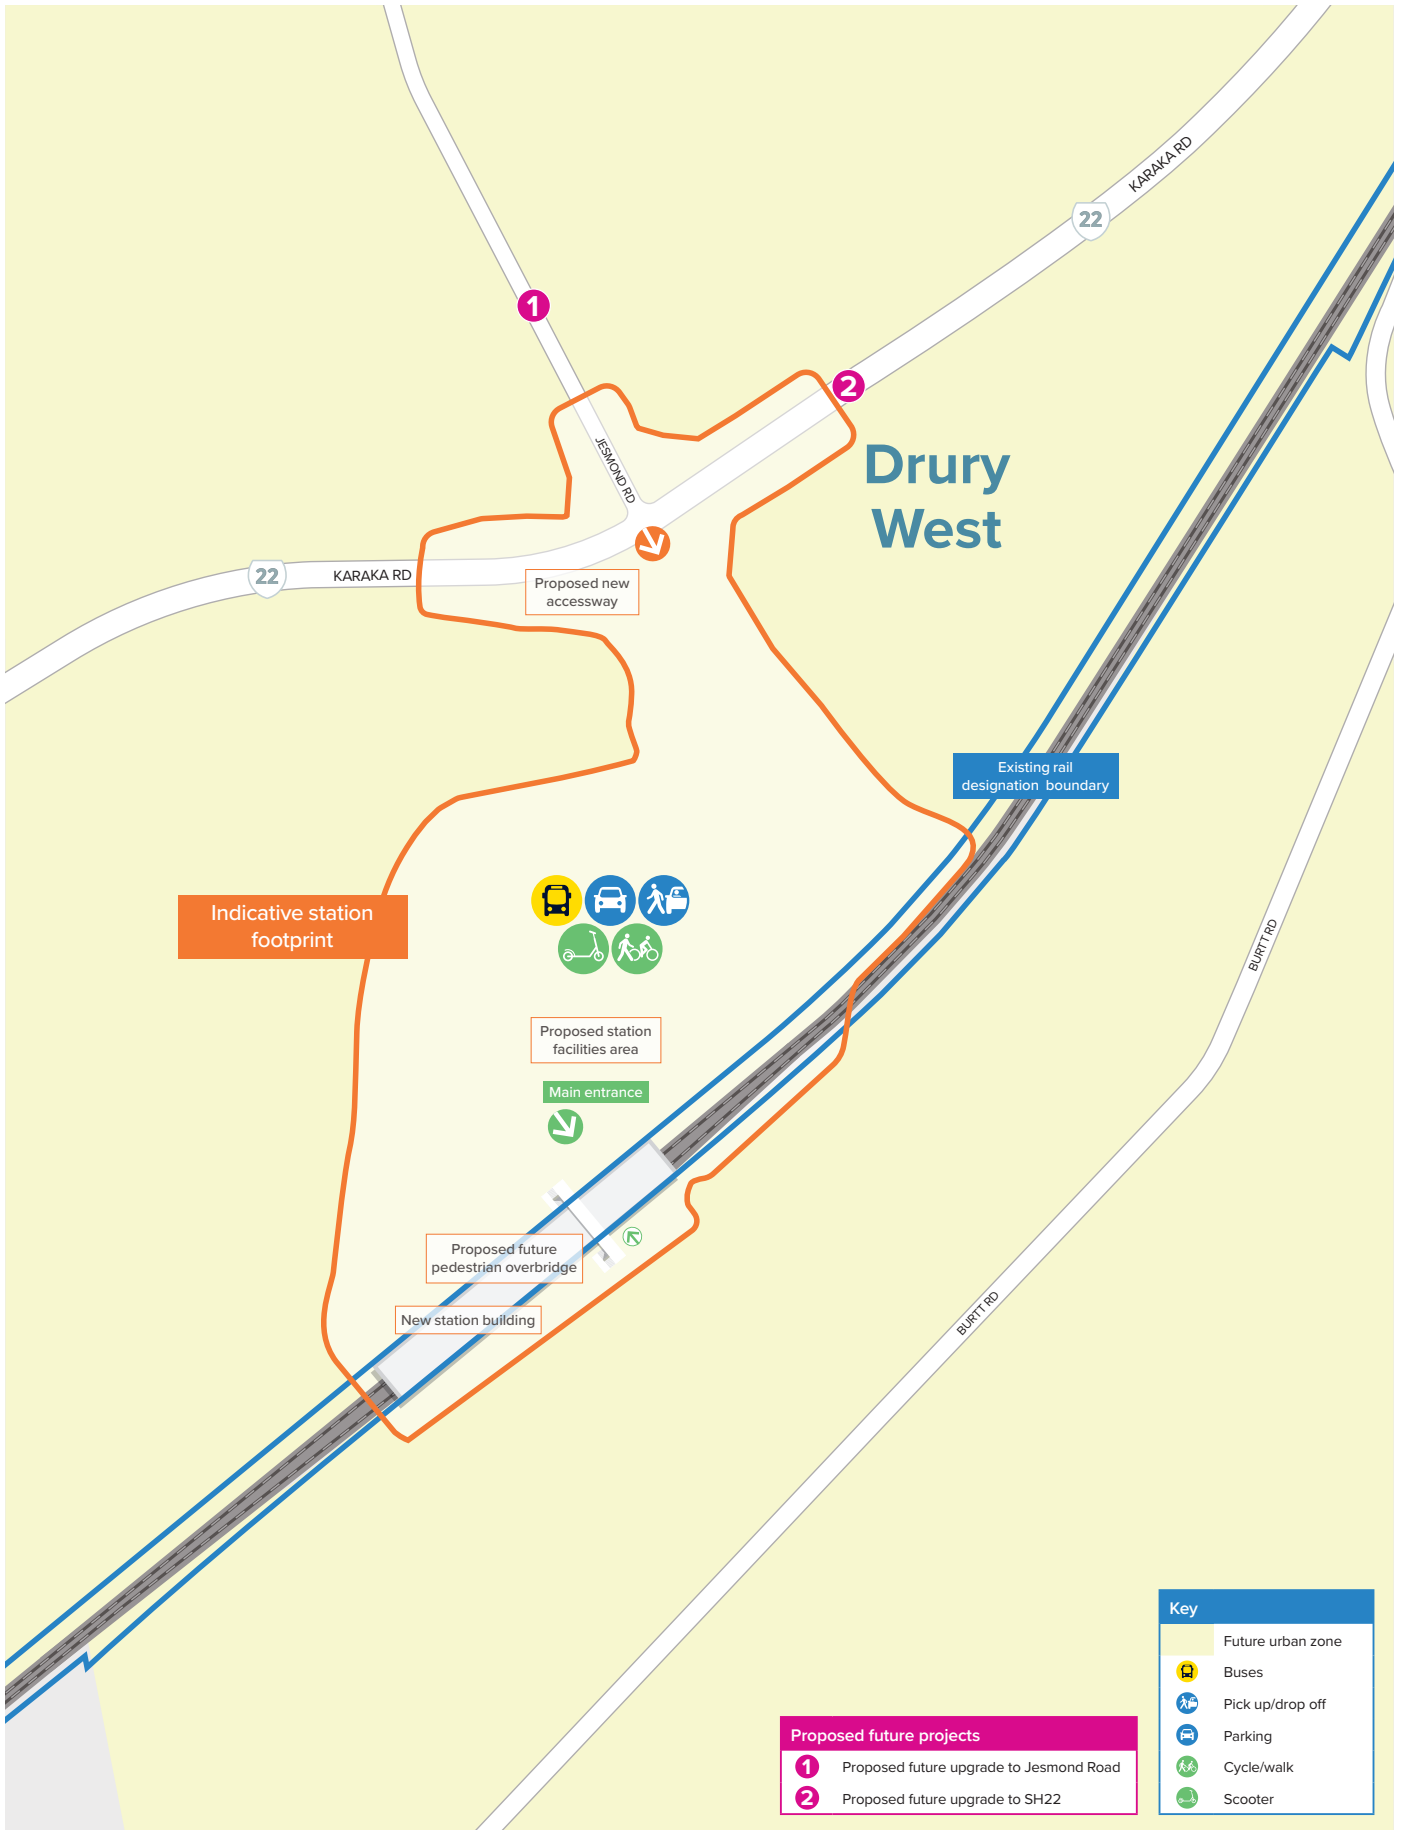 KARAKA RD
22
1
2
JESMOND RD
Drury
West
22
KARAKA RD
Proposed new
accessway
Existing rail
designation boundary
Indicative station
footprint
BURTT RD
Proposed station
facilities area
Main entrance
Proposed future
pedestrian overbridge
New station building
BURTT RD
Key
Future urban zone
Buses
Pick up/drop off
Parking
Cycle/walk
Scooter
Proposed future projects
1 Proposed future upgrade to Jesmond Road
2 Proposed future upgrade to SH22